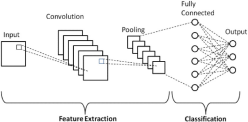 Fully
Connected
Convolution
Pooling
Output
Input
Feature Extraction
Classification